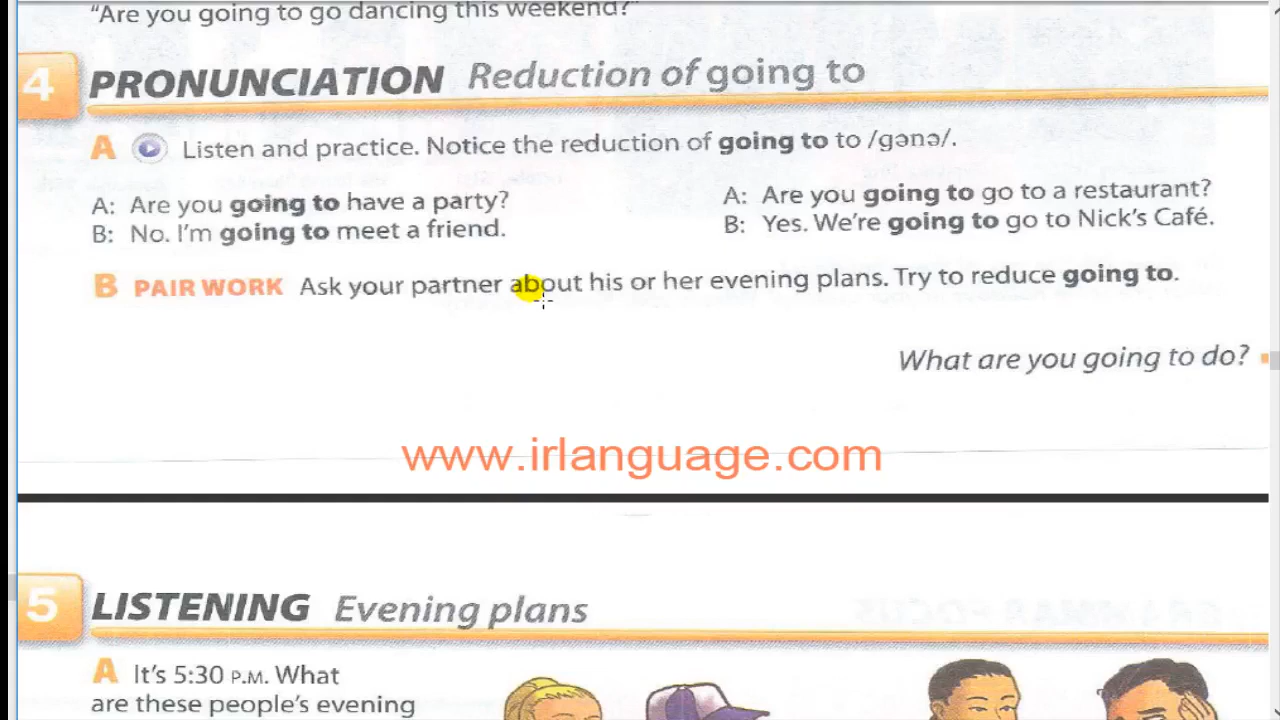 "Are you going to go dancing this weekend?"
4 PRONUNCIATION Reduction of going to
A Listen and practice. Notice the reduction of going to to /gənə/.
A: Are you going to have a party?
B: No. I'm going to meet a friend.
A: Are you going to go to a restaurant?
B: Yes. We're going to go to Nick's Café.
B PAIR WORK Ask your partner about his or her evening plans. Try to reduce going to.
What are you going to do?
www.irlanguage.com
5 LISTENING Evening plans
A It's 5:30 P.M. What
are these people's evening